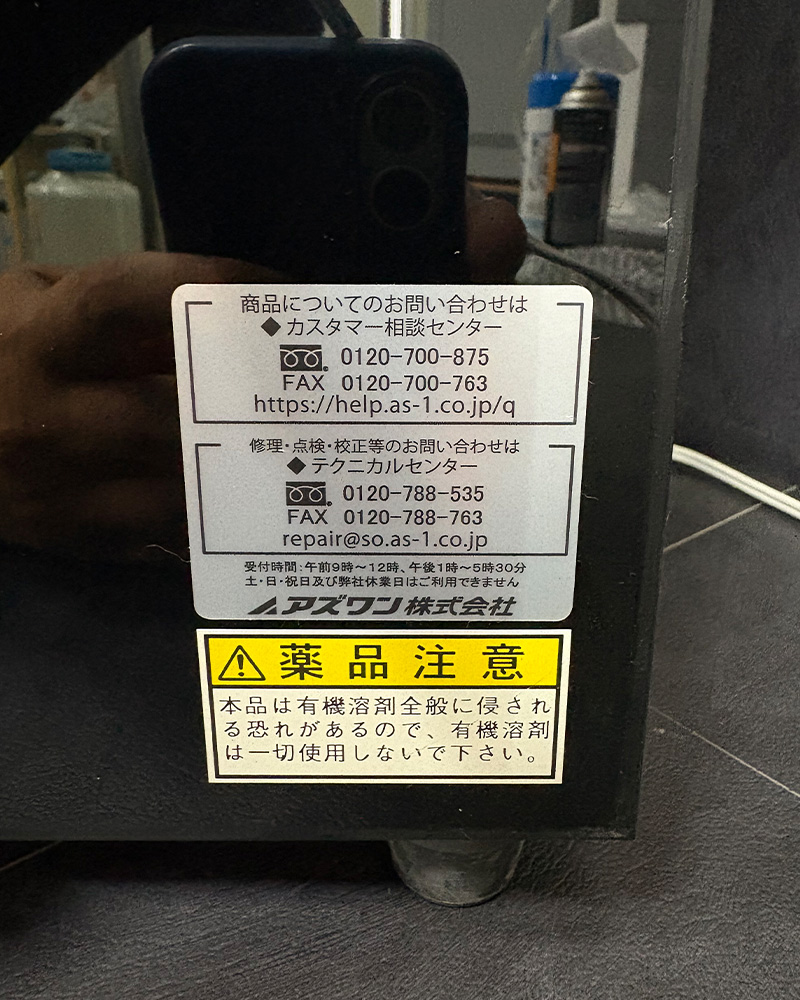 商品についてのお問い合わせは
◆カスタマー相談センター
0120-700-875
FAX 0120-700-763
https://help.as-1.co.jp/q
修理・点検・校正等のお問い合わせは
◆テクニカルセンター
0120-788-535
FAX 0120-788-763
repair@so.as-1.co.jp
受付時間:午前9時〜12時、午後1時〜5時30分
土・日・祝日及び弊社休業日はご利用できません
アズワン株式会社
薬品注意
本品は有機溶剤全般に侵され
る恐れがあるので、有機溶剤
は一切使用しないで下さい。